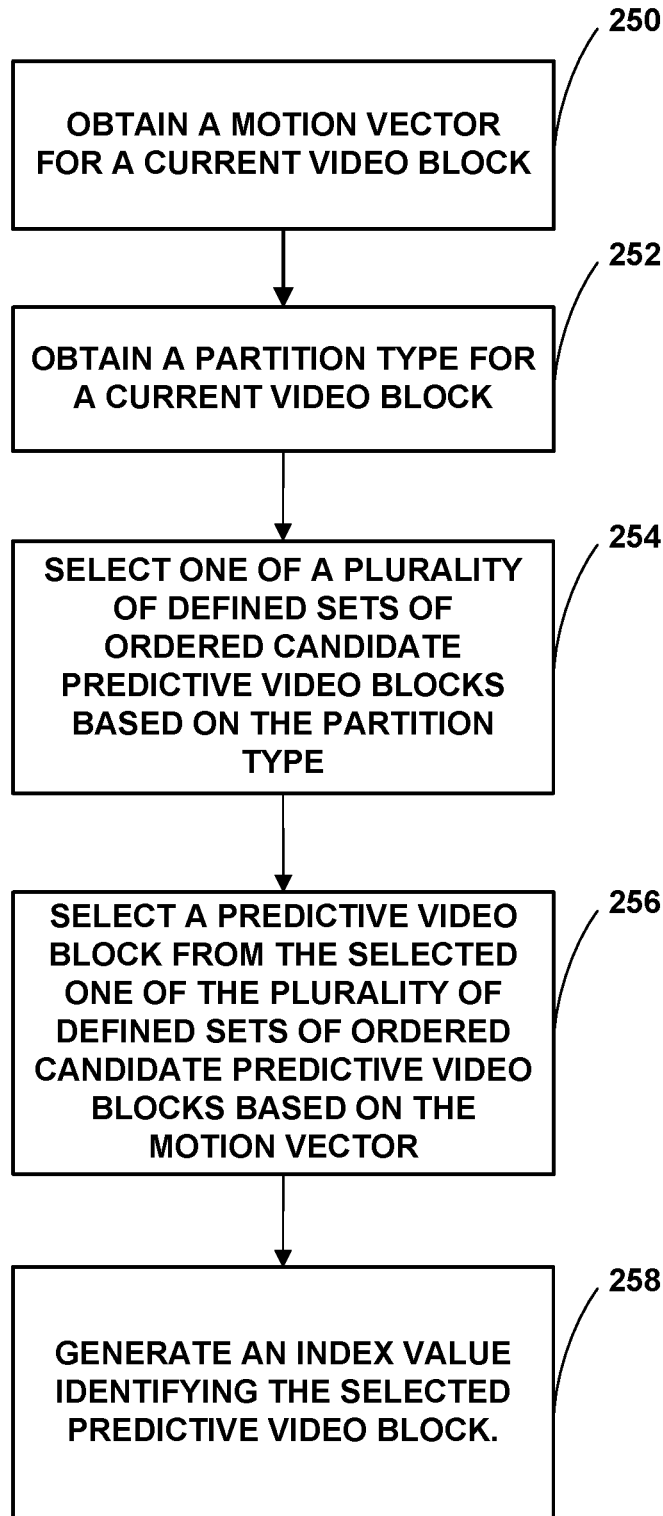 250
OBTAIN A MOTION VECTOR
FOR A CURRENT VIDEO BLOCK
252
OBTAIN A PARTITION TYPE FOR
A CURRENT VIDEO BLOCK
254
SELECT ONE OF A PLURALITY
OF DEFINED SETS OF
ORDERED CANDIDATE
PREDICTIVE VIDEO BLOCKS
BASED ON THE PARTITION
TYPE
256
SELECT A PREDICTIVE VIDEO
BLOCK FROM THE SELECTED
ONE OF THE PLURALITY OF
DEFINED SETS OF ORDERED
CANDIDATE PREDICTIVE VIDEO
BLOCKS BASED ON THE
MOTION VECTOR
258
GENERATE AN INDEX VALUE
IDENTIFYING THE SELECTED
PREDICTIVE VIDEO BLOCK.